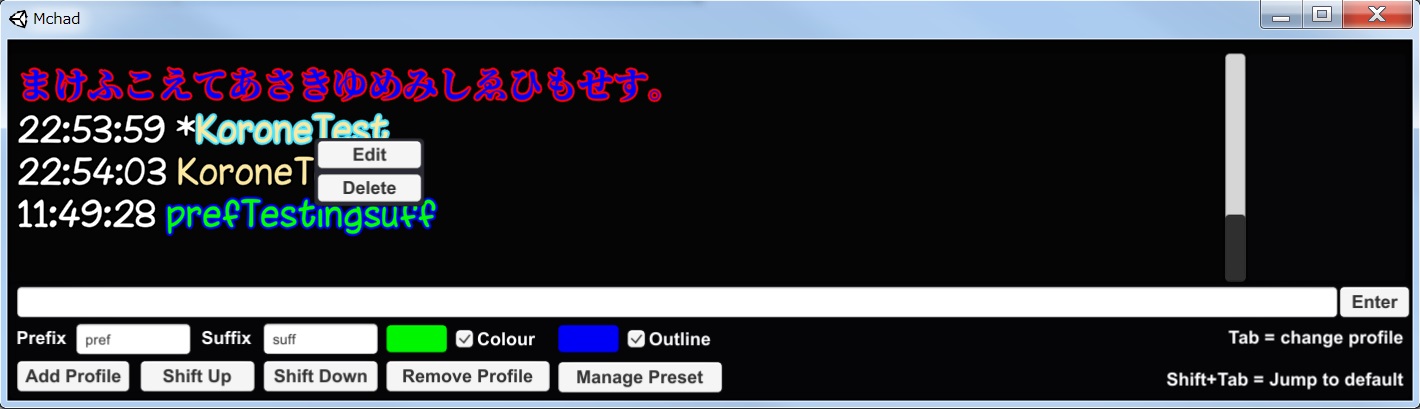 Mchad
まけふこえてあさきゆめみしゑひもせす。
22:53:59 *KoroneTest
22:54:03 KoroneT
Edit
Delete
11:49:28 prefTestingsuff
Enter
Prefix pref Suffix suff Colour Outline Tab = change profile
Add Profile Shift Up Shift Down Remove Profile Manage Preset Shift+Tab = Jump to default